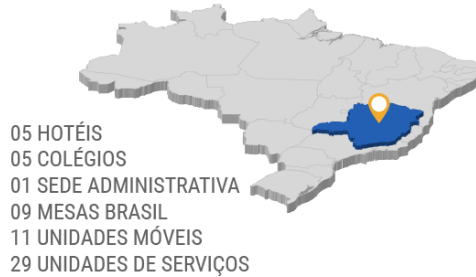 05 HOTÉIS
05 COLÉGIOS
01 SEDE ADMINISTRATIVA
09 MESAS BRASIL
11 UNIDADES MÓVEIS
29 UNIDADES DE SERVIÇOS